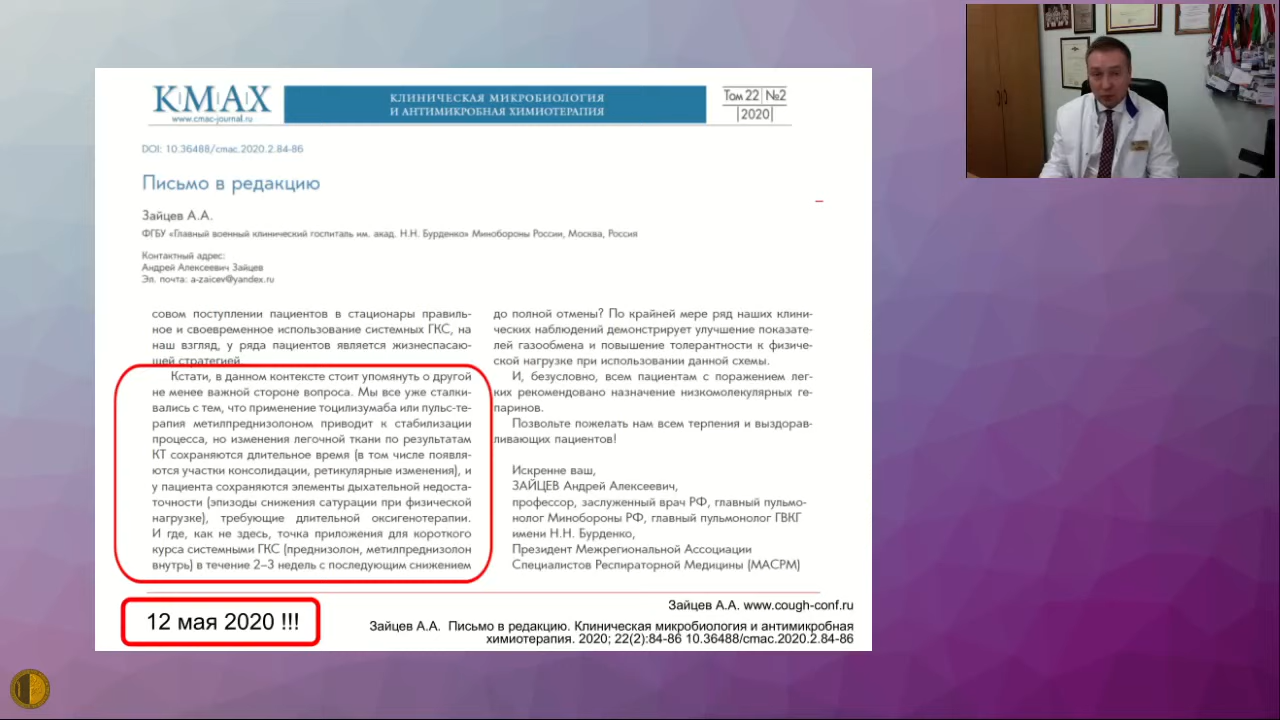 КМАХ
www.cmac-journal.ru
КЛИНИЧЕСКАЯ МИКРОБИОЛОГИЯ
И АНТИМИКРОБНАЯ ХИМИОТЕРАПИЯ
Том 22 №2
2020
DOI: 10.36488/cmac.2020.2.84-86
Письмо в редакцию
Зайцев А.А.
ФГБУ «Главный военный клинический госпиталь им. акад. Н.Н. Бурденко» Минобороны России, Москва, Россия
Контактный адрес:
Андрей Алексеевич Зайцев
Эл. почта: a-zaicev@yandex.ru
совом поступлении пациентов в стационары правиль-
ное и своевременное использование системных ГКС, на
наш взгляд, у ряда пациентов является жизнеспасаю-
щей стратегией.
Кстати, в данном контексте стоит упомянуть о другой
не менее важной стороне вопроса. Мы все уже сталки-
вались с тем, что применение тоцилизумаба или пульс-те-
рапия метилпреднизолоном приводит к стабилизации
процесса, но изменения легочной ткани по результатам
КТ сохраняются длительное время (в том числе появля-
ются участки консолидации, ретикулярные изменения), и
у пациента сохраняются элементы дыхательной недоста-
точности (эпизоды снижения сатурации при физической
нагрузке), требующие длительной оксигенотерапии.
И где, как не здесь, точка приложения для короткого
курса системными ГКС (преднизолон, метилпреднизолон
внутрь) в течение 2–3 недель с последующим снижением
до полной отмены? По крайней мере ряд наших клини-
ческих наблюдений демонстрирует улучшение показате-
лей газообмена и повышение толерантности к физиче-
ской нагрузке при использовании данной схемы.
И, безусловно, всем пациентам с поражением лег-
ких рекомендовано назначение низкомолекулярных ге-
паринов.
Позвольте пожелать нам всем терпения и выздорав-
ливающих пациентов!
Искренне ваш,
ЗАЙЦЕВ Андрей Алексеевич,
профессор, заслуженный врач РФ, главный пульмо-
нолог Минобороны РФ, главный пульмонолог ГВКГ
имени Н.Н. Бурденко,
Президент Межрегиональной Ассоциации
Специалистов Респираторной Медицины (МАСРМ)
12 мая 2020 !!!
Зайцев А.А. www.cough-conf.ru
Зайцев А.А. Письмо в редакцию. Клиническая микробиология и антимикробная
химиотерапия. 2020; 22(2):84-86 10.36488/cmac.2020.2.84-86